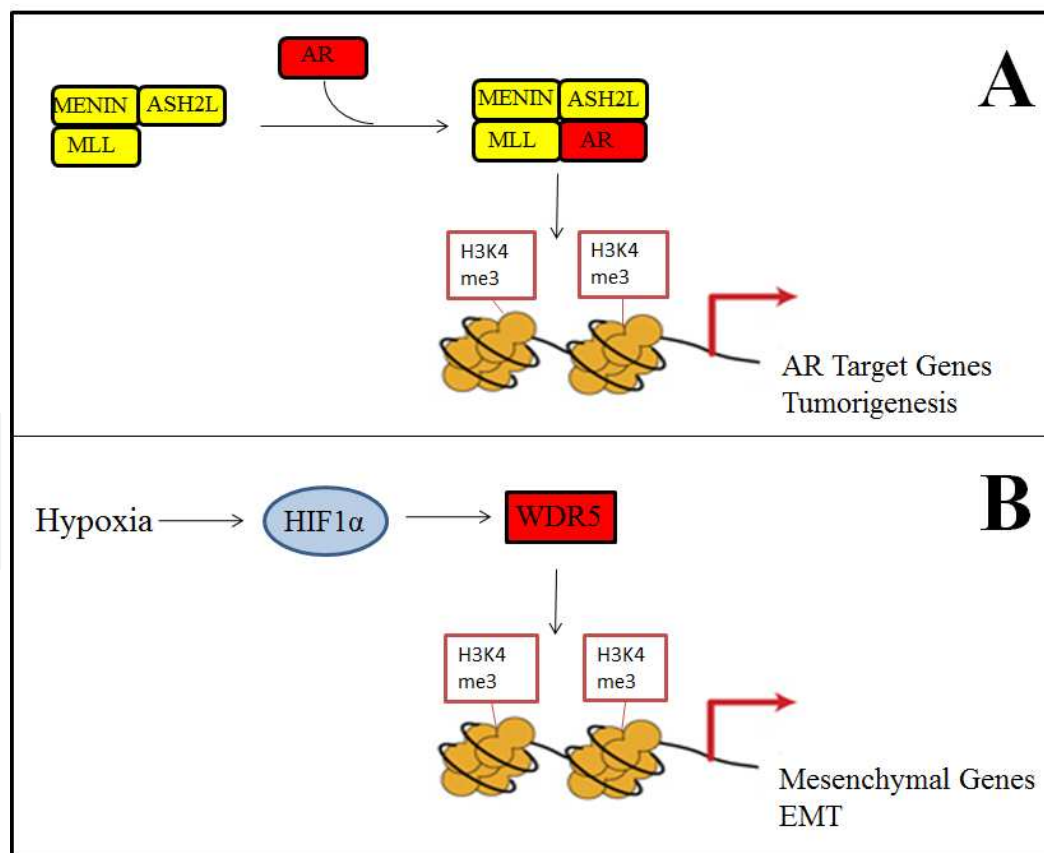 A
AR
MENIN ASH2L
MLL
MENIN ASH2L
MLL AR
H3K4
me3
H3K4
me3
AR Target Genes
Tumorigenesis
B
Hypoxia HIF1α WDR5
H3K4
me3
H3K4
me3
Mesenchymal Genes
EMT